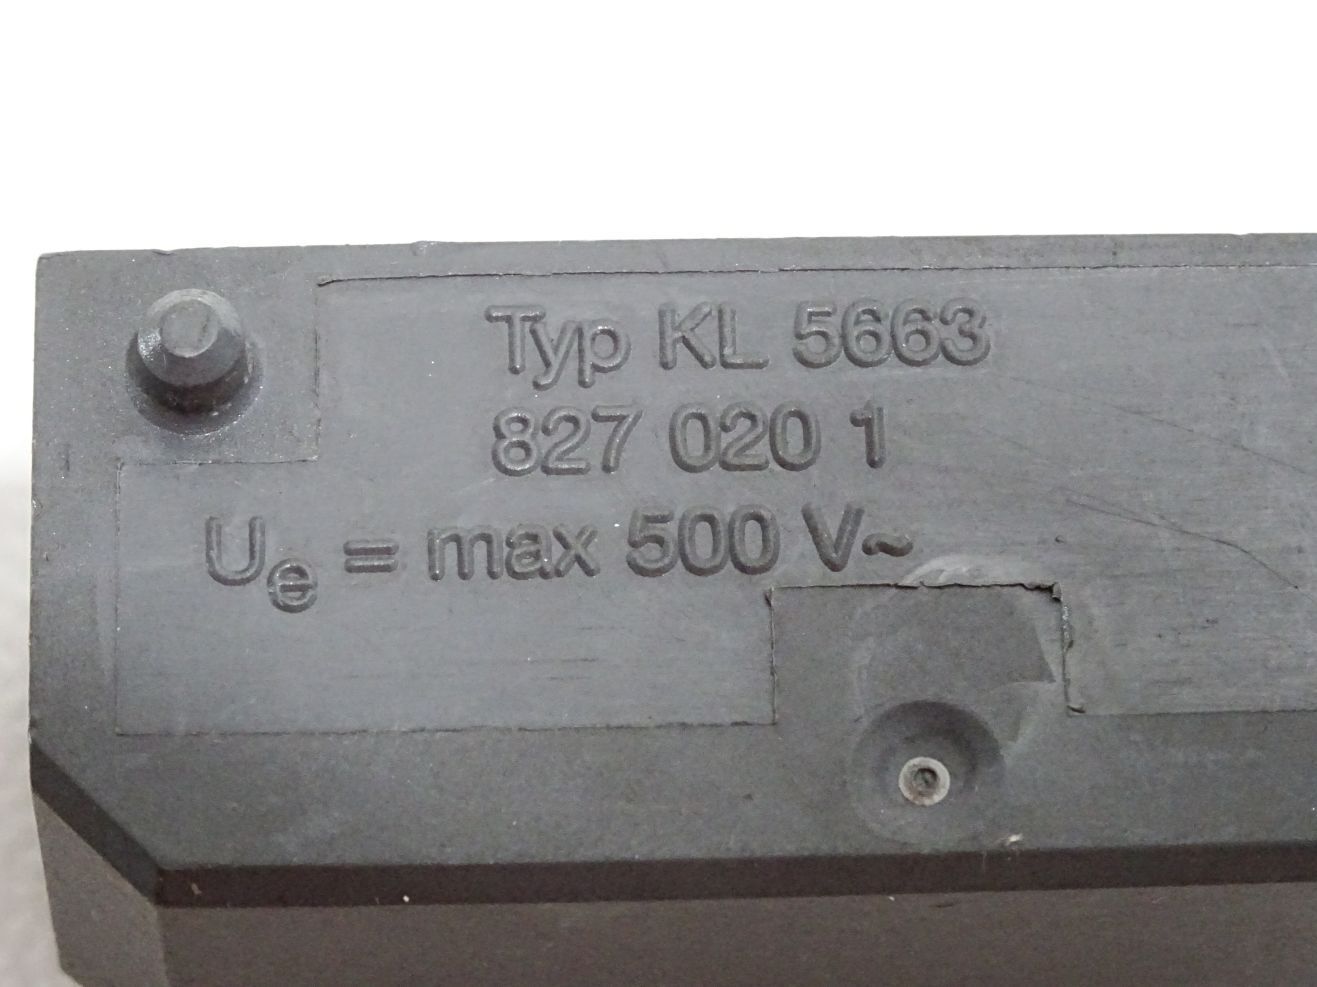 Typ KL 5663
827 020 1
Ue = max 500 V~